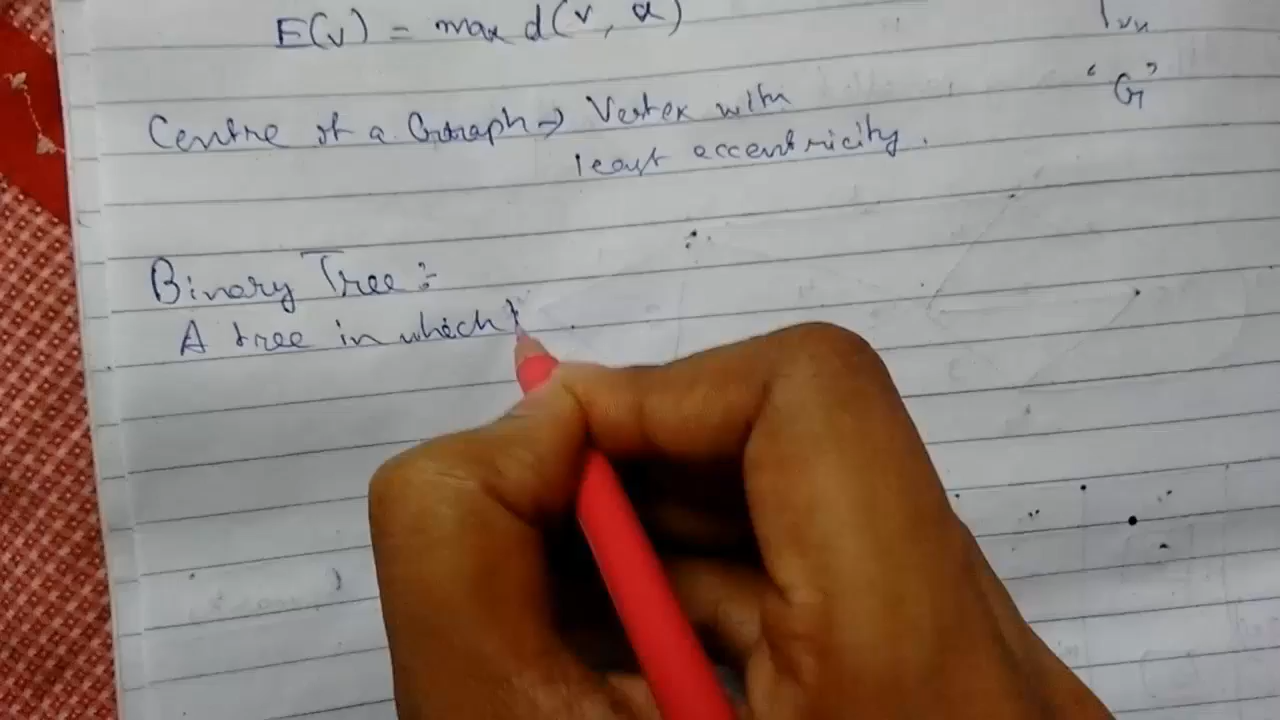 E(v) = max d(v, x)
"G"
Centre of a Graph → Vertex with
least eccentricity.
Binary Tree :-
A tree in which